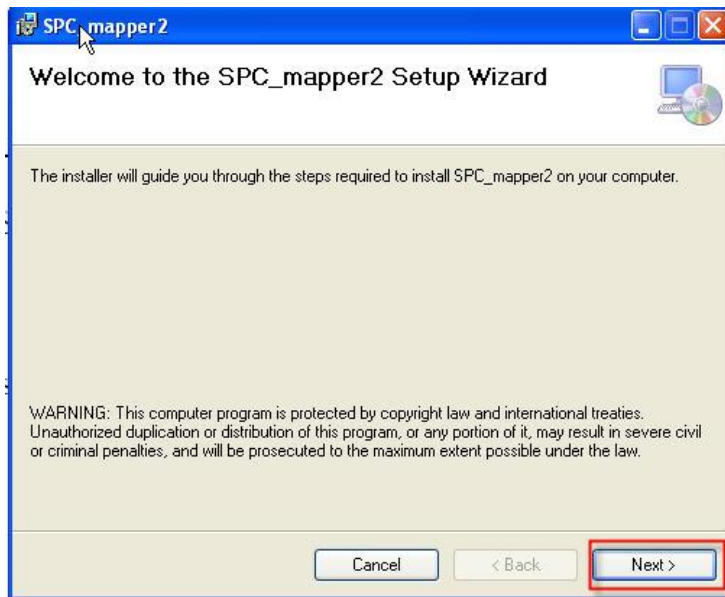 SPC_mapper2
Welcome to the SPC_mapper2 Setup Wizard
The installer will guide you through the steps required to install SPC_mapper2 on your computer.
WARNING: This computer program is protected by copyright law and international treaties.
Unauthorized duplication or distribution of this program, or any portion of it, may result in severe civil
or criminal penalties, and will be prosecuted to the maximum extent possible under the law.
Cancel
< Back
Next >